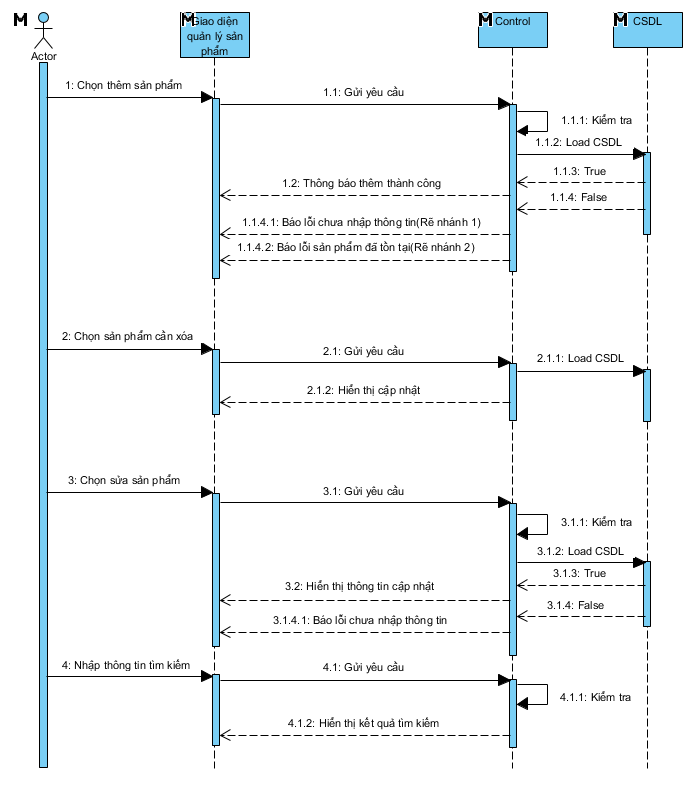 M
M
M
M
Actor
Giao diện
quản lý sản
phẩm
Control
CSDL
1: Chọn thêm sản phẩm
1.1: Gửi yêu cầu
1.1.1: Kiểm tra
1.1.2: Load CSDL
1.1.3: True
1.2: Thông báo thêm thành công
1.1.4: False
1.1.4.1: Báo lỗi chưa nhập thông tin(Rẽ nhánh 1)
1.1.4.2: Báo lỗi sản phẩm đã tồn tại(Rẽ nhánh 2)
2: Chọn sản phẩm cần xóa
2.1: Gửi yêu cầu
2.1.1: Load CSDL
2.1.2: Hiển thị cập nhật
3: Chọn sửa sản phẩm
3.1: Gửi yêu cầu
3.1.1: Kiểm tra
3.1.2: Load CSDL
3.1.3: True
3.2: Hiển thị thông tin cập nhật
3.1.4: False
3.1.4.1: Báo lỗi chưa nhập thông tin
4: Nhập thông tin tìm kiếm
4.1: Gửi yêu cầu
4.1.1: Kiểm tra
4.1.2: Hiển thị kết quả tìm kiếm